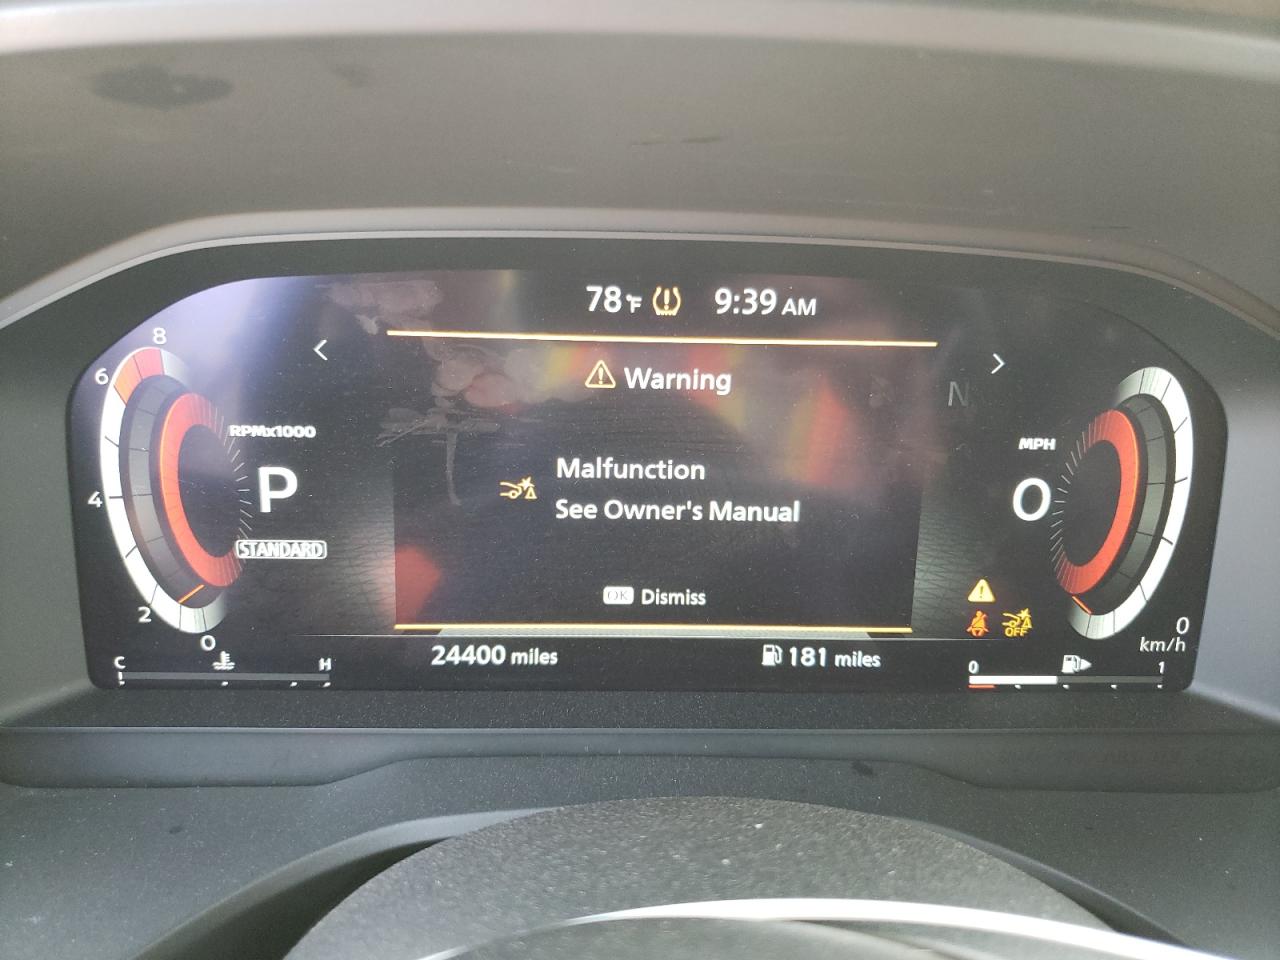 78°F 9:39 AM
Warning
N
8
6
4
2
0
RPMx1000
P
STANDARD
Malfunction
See Owner's Manual
OK Dismiss
MPH
0
OFF
0
km/h
C H
24400 miles
181 miles
0 1